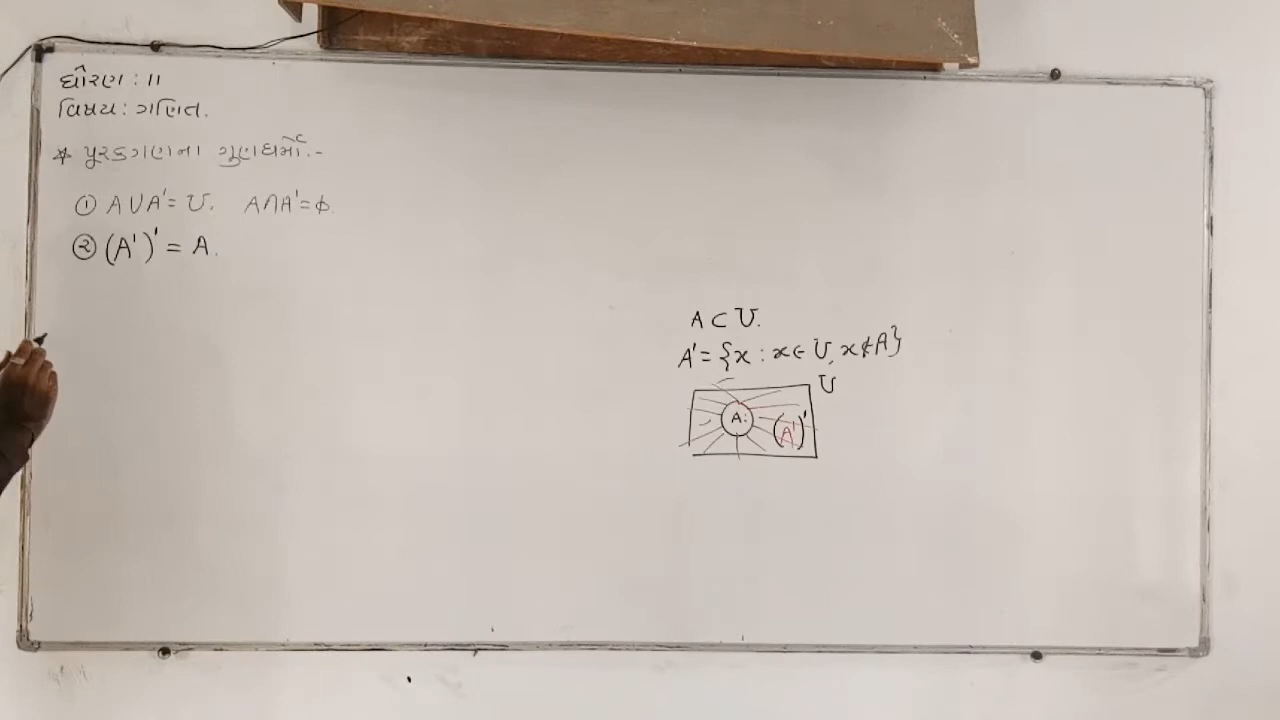 ધોરણ : 11
વિષય : ગણિત.
* પૂરકગણના ગુણધર્મો :-
① A∪A' = U. A∩A' = ϕ.
② (A')' = A.
A ⊂ U.
A' = {x : x ∈ U, x ∉ A}
U
A: (A')'